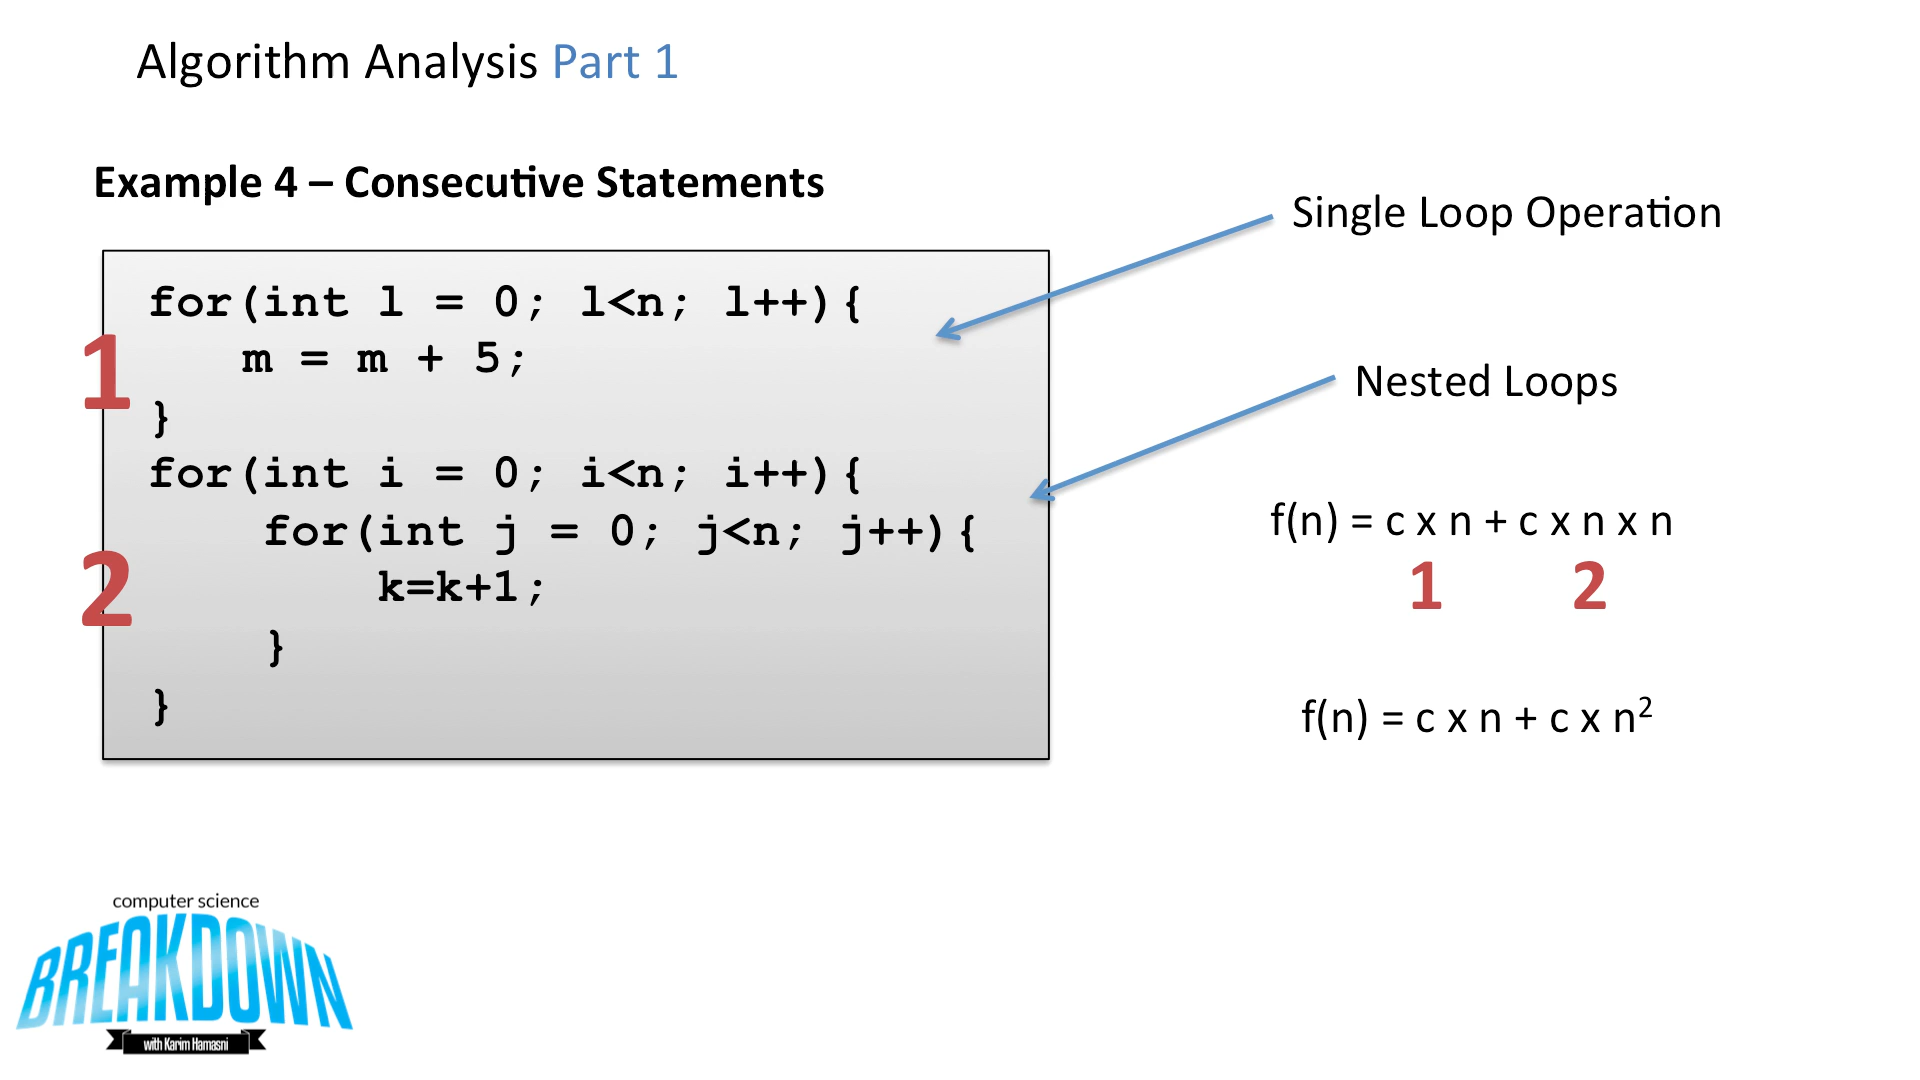 Algorithm Analysis Part 1
Example 4 – Consecutive Statements
for(int l = 0; l<n; l++){
m = m + 5;
}
for(int i = 0; i<n; i++){
for(int j = 0; j<n; j++){
k=k+1;
}
}
1
2
Single Loop Operation
Nested Loops
f(n) = c x n + c x n x n
1 2
f(n) = c x n + c x n²
computer science
BREAKDOWN
with Karim Hamasni